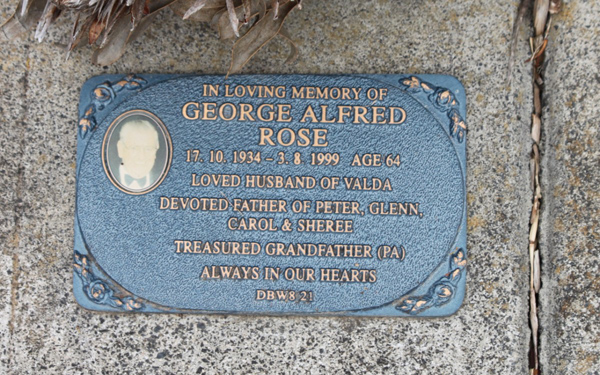 IN LOVING MEMORY OF
GEORGE ALFRED
ROSE
17. 10. 1934 – 3. 8. 1999 AGE 64
LOVED HUSBAND OF VALDA
DEVOTED FATHER OF PETER, GLENN,
CAROL & SHEREE
TREASURED GRANDFATHER (PA)
ALWAYS IN OUR HEARTS
DBW8 21